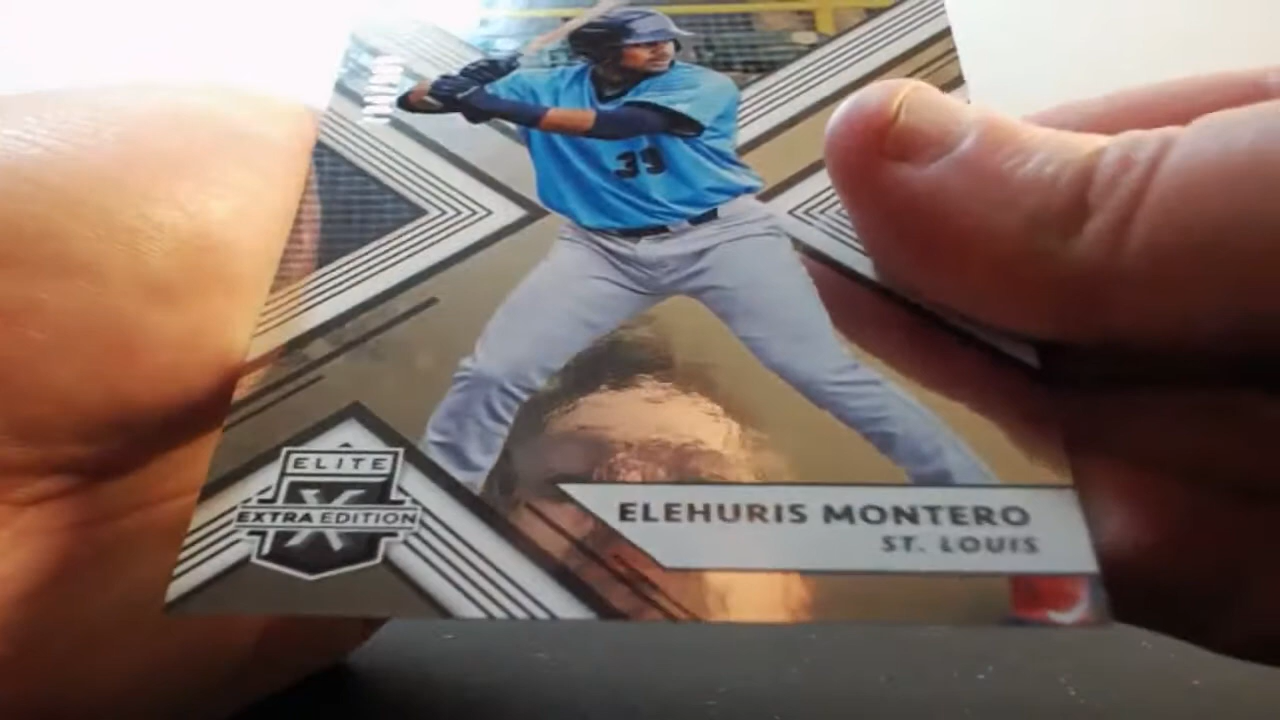 39
ELITE
X
EXTRA EDITION
ELEHURIS MONTERO
ST. LOUIS